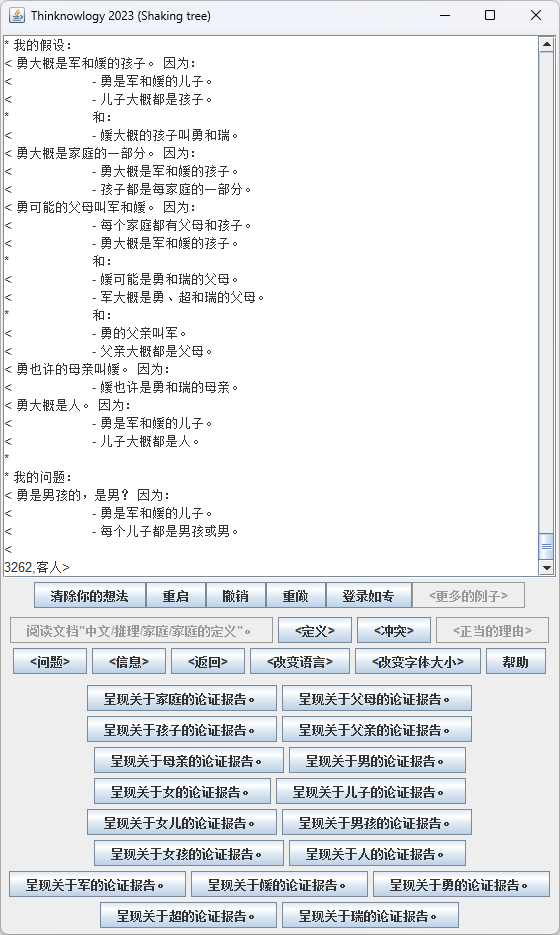 Thinknowlogy 2023 (Shaking tree)
* 我的假设：
< 勇大概是军和媛的孩子。 因为：
< - 勇是军和媛的儿子。
< - 儿子大概都是孩子。
* 和：
< - 媛大概的孩子叫勇和瑞。
< 勇大概是家庭的一部分。 因为：
< - 勇大概是军和媛的孩子。
< - 孩子都是每家庭的一部分。
< 勇可能的父母叫军和媛。 因为：
< - 每个家庭都有父母和孩子。
< - 勇大概是军和媛的孩子。
* 和：
< - 媛可能是勇和瑞的父母。
< - 军大概是勇、超和瑞的父母。
* 和：
< - 勇的父亲叫军。
< - 父亲大概都是父母。
< 勇也许的母亲叫媛。 因为：
< - 媛也许是勇和瑞的母亲。
< 勇大概是人。 因为：
< - 勇是军和媛的儿子。
< - 儿子大概都是人。
*
* 我的问题：
< 勇是男孩的，是男？ 因为：
< - 勇是军和媛的儿子。
< - 每个儿子都是男孩或男。
<
3262,客人>
清除你的想法 重启 撤销 重做 登录如专 <更多的例子>
阅读文档"中文/推理/家庭/家庭的定义"。 <定义> <冲突> <正当的理由>
<问题> <信息> <返回> <改变语言> <改变字体大小> 帮助
呈现关于家庭的论证报告。 呈现关于父母的论证报告。
呈现关于孩子的论证报告。 呈现关于父亲的论证报告。
呈现关于母亲的论证报告。 呈现关于男的论证报告。
呈现关于女的论证报告。 呈现关于儿子的论证报告。
呈现关于女儿的论证报告。 呈现关于男孩的论证报告。
呈现关于女孩的论证报告。 呈现关于人的论证报告。
呈现关于军的论证报告。 呈现关于媛的论证报告。 呈现关于勇的论证报告。
呈现关于超的论证报告。 呈现关于瑞的论证报告。